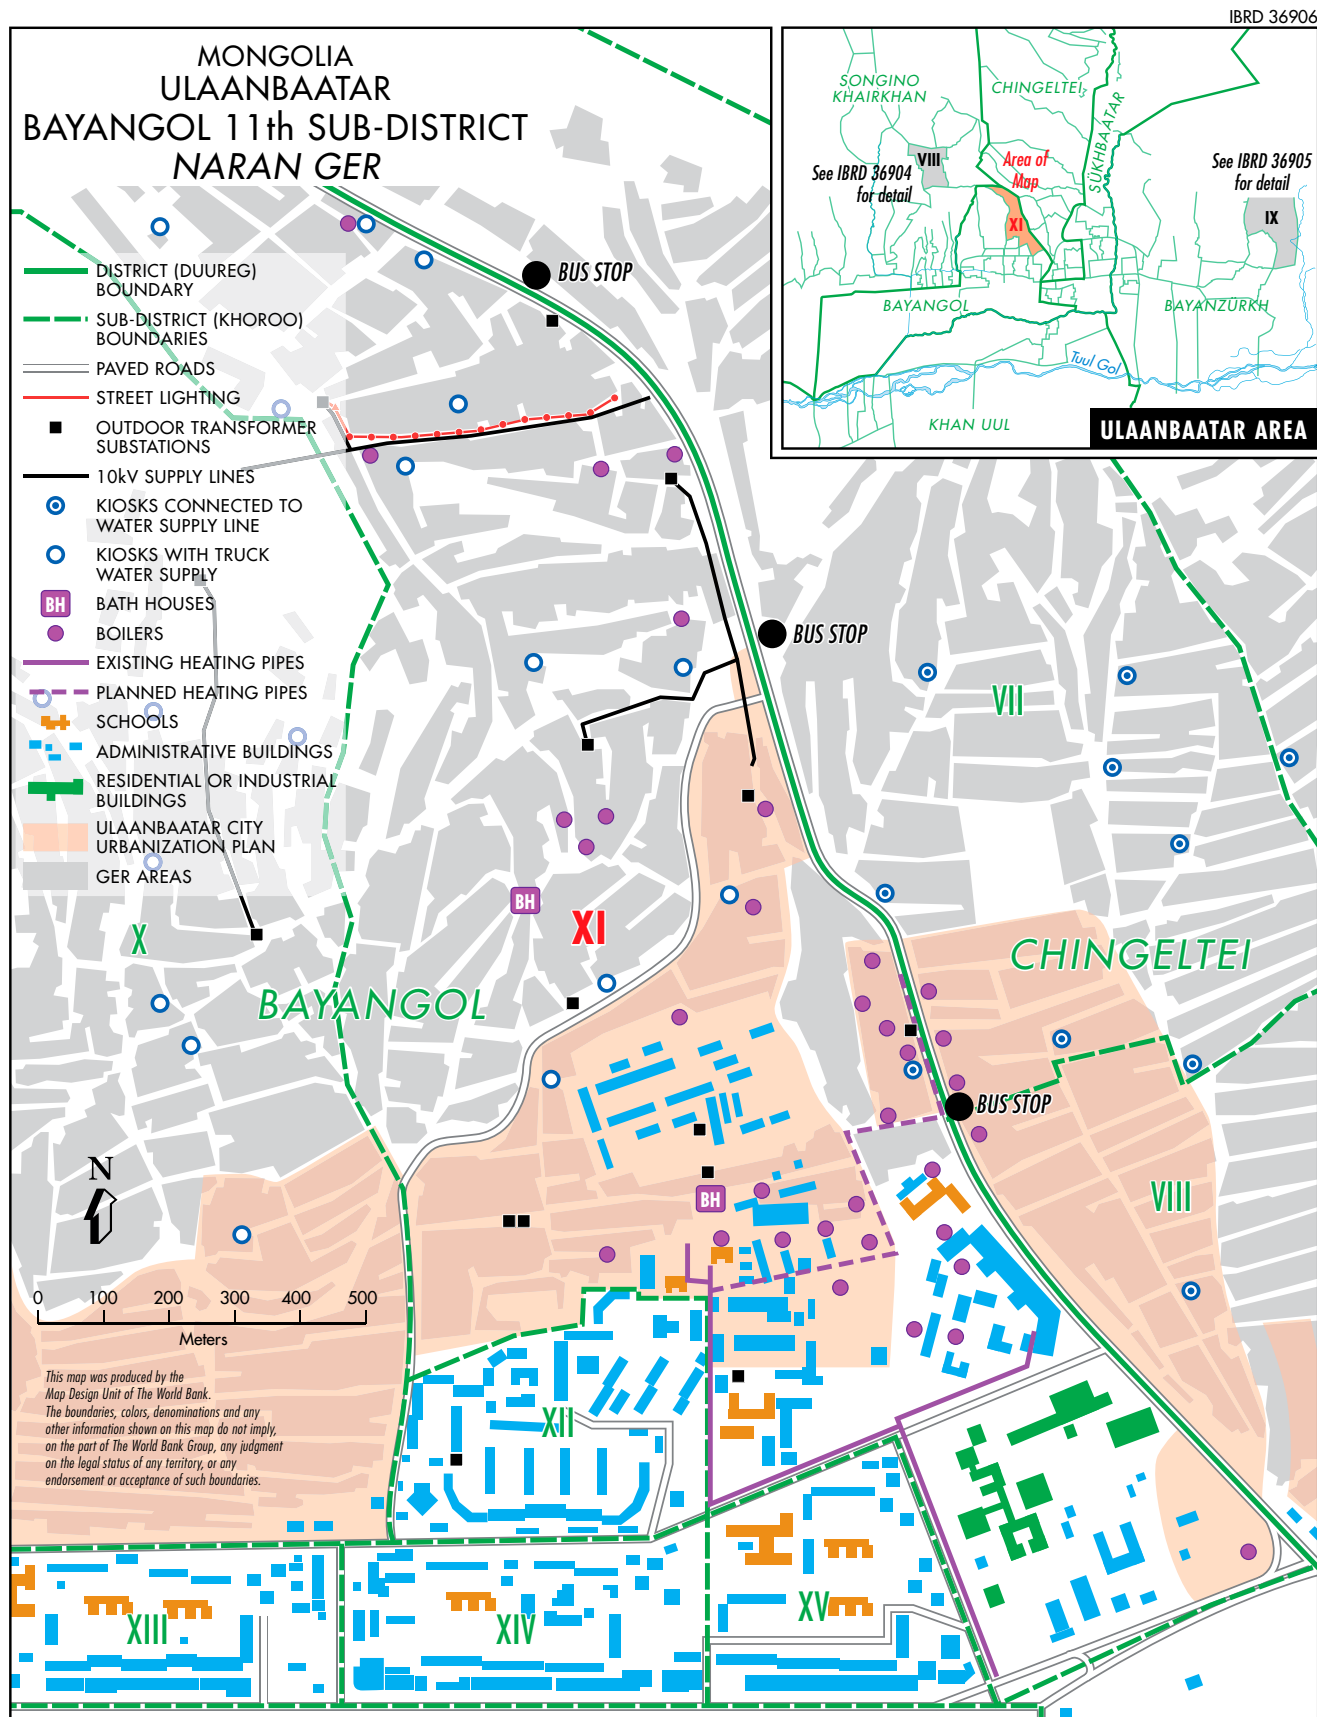 IBRD 36906
MONGOLIA
ULAANBAATAR
BAYANGOL 11th SUB-DISTRICT
NARAN GER
DISTRICT (DUUREG)
BOUNDARY
SUB-DISTRICT (KHOROO)
BOUNDARIES
PAVED ROADS
STREET LIGHTING
OUTDOOR TRANSFORMER
SUBSTATIONS
10kV SUPPLY LINES
KIOSKS CONNECTED TO
WATER SUPPLY LINE
KIOSKS WITH TRUCK
WATER SUPPLY
BH
BATH HOUSES
BOILERS
EXISTING HEATING PIPES
PLANNED HEATING PIPES
SCHOOLS
ADMINISTRATIVE BUILDINGS
RESIDENTIAL OR INDUSTRIAL
BUILDINGS
ULAANBAATAR CITY
URBANIZATION PLAN
GER AREAS
SONGINO
KHAIRKHAN
CHINGELTEI
SÜKHBAATAR
VIII
See IBRD 36904
for detail
Area of
Map
XI
See IBRD 36905
for detail
IX
BAYANGOL
BAYANZÜRKH
Tuul Gol
KHAN UUL
ULAANBAATAR AREA
BUS STOP
BUS STOP
VII
BH
XI
X
CHINGELTEI
BAYANGOL
BUS STOP
N
BH
VIII
0 100 200 300 400 500
Meters
This map was produced by the
Map Design Unit of The World Bank.
The boundaries, colors, denominations and any
other information shown on this map do not imply,
on the part of The World Bank Group, any judgment
on the legal status of any territory, or any
endorsement or acceptance of such boundaries.
XII
XIII
XIV
XV